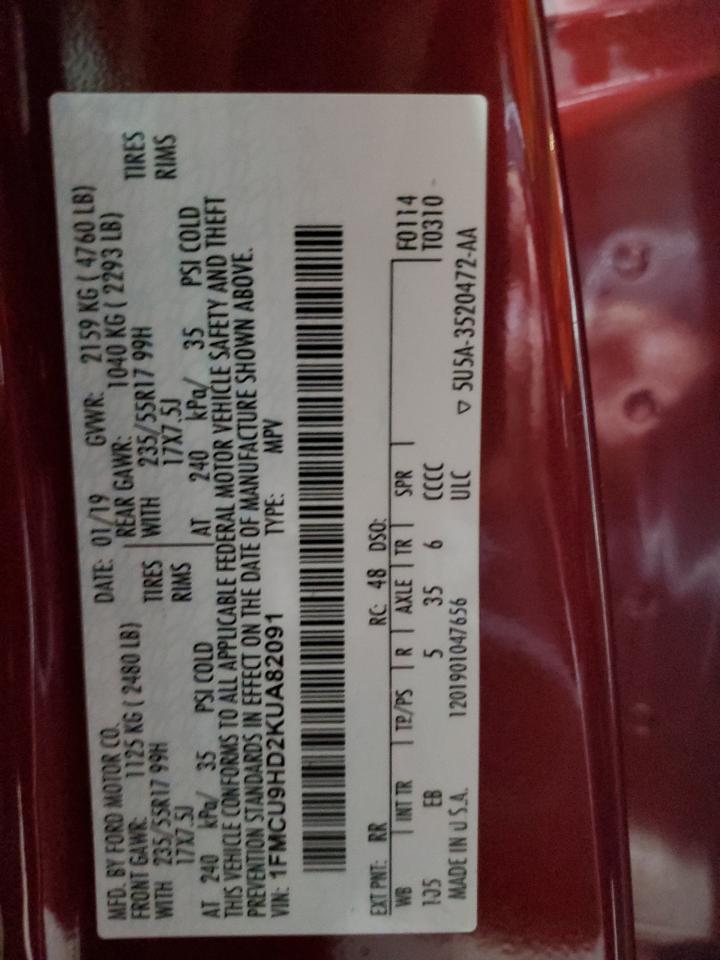 MFD. BY FORD MOTOR CO. DATE: 01/19 GVWR: 2159 KG ( 4760 LB)
FRONT GAWR: 1125 KG ( 2480 LB) REAR GAWR: 1040 KG ( 2293 LB)
WITH 235/55R17 99H TIRES WITH 235/55R17 99H TIRES
17X7.5J RIMS 17X7.5J RIMS
AT 240 kPa/ 35 PSI COLD AT 240 kPa/ 35 PSI COLD
THIS VEHICLE CONFORMS TO ALL APPLICABLE FEDERAL MOTOR VEHICLE SAFETY AND THEFT
PREVENTION STANDARDS IN EFFECT ON THE DATE OF MANUFACTURE SHOWN ABOVE.
VIN: 1FMCU9HD2KUA82091 TYPE: MPV
EXT PNT: RR RC: 48 DSO:
WB INT TR TP/PS R AXLE TR SPR F0114
105 EB 5 35 6 CCCC T0310
MADE IN U.S.A. 1201901047656 ULC ▽ 5U5A-3520472-AA